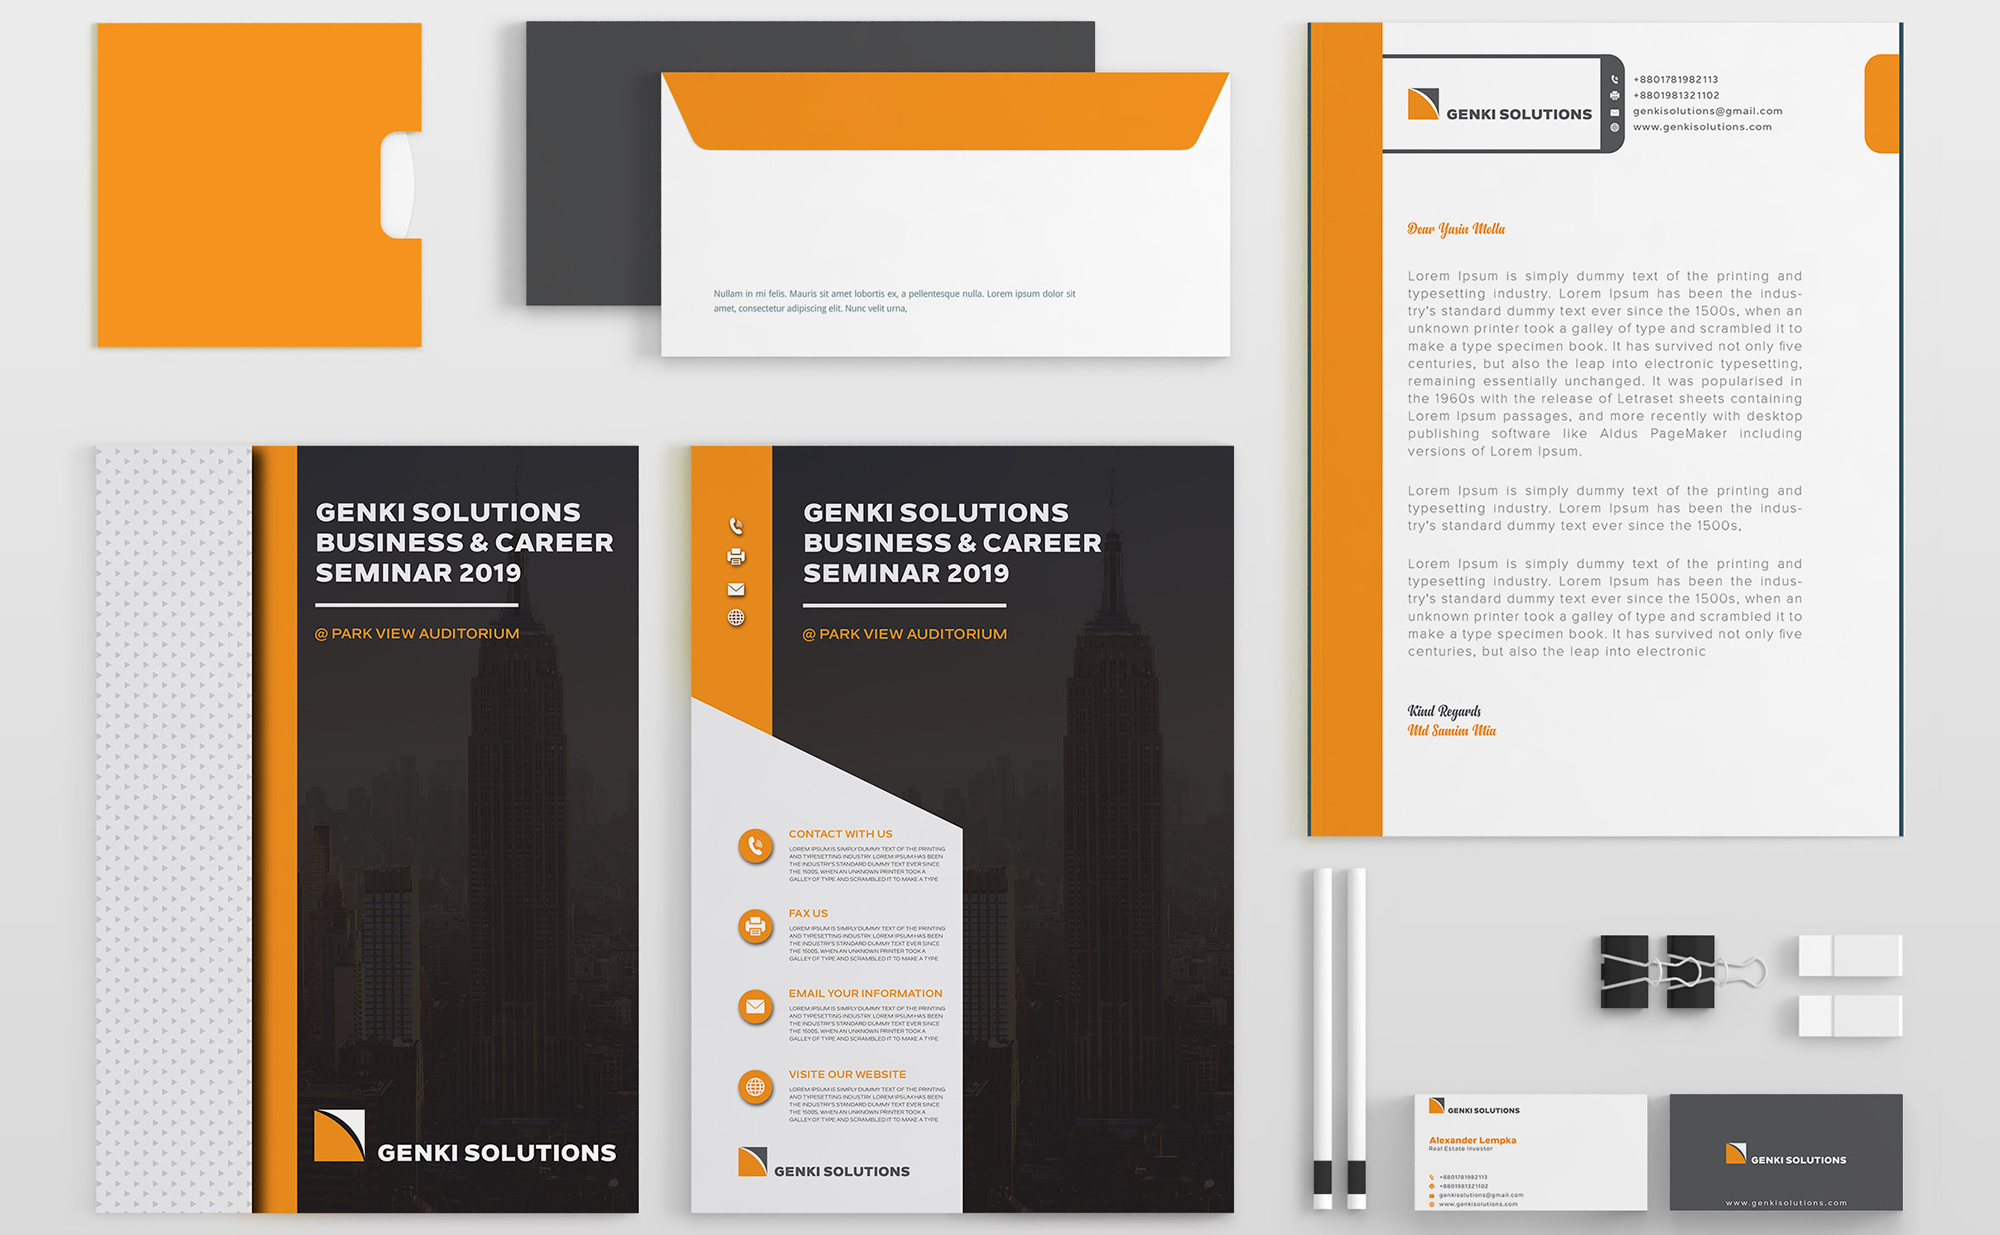 Nullam in mi felis. Mauris sit amet lobortis ex, a pellentesque nulla. Lorem ipsum dolor sit
amet, consectetur adipiscing elit. Nunc velit urna,
GENKI SOLUTIONS
+8801781982113
+8801981321102
genkisolutions@gmail.com
www.genkisolutions.com
Dear Yasin Molla
Lorem Ipsum is simply dummy text of the printing and
typesetting industry. Lorem Ipsum has been the indus-
try's standard dummy text ever since the 1500s, when an
unknown printer took a galley of type and scrambled it to
make a type specimen book. It has survived not only five
centuries, but also the leap into electronic typesetting,
remaining essentially unchanged. It was popularised in
the 1960s with the release of Letraset sheets containing
Lorem Ipsum passages, and more recently with desktop
publishing software like Aldus PageMaker including
versions of Lorem Ipsum.
Lorem Ipsum is simply dummy text of the printing and
typesetting industry. Lorem Ipsum has been the indus-
try's standard dummy text ever since the 1500s,
Lorem Ipsum is simply dummy text of the printing and
typesetting industry. Lorem Ipsum has been the indus-
try's standard dummy text ever since the 1500s, when an
unknown printer took a galley of type and scrambled it to
make a type specimen book. It has survived not only five
centuries, but also the leap into electronic
Kind Regards
Md Samim Mia
GENKI SOLUTIONS
BUSINESS & CAREER
SEMINAR 2019
@ PARK VIEW AUDITORIUM
GENKI SOLUTIONS
GENKI SOLUTIONS
BUSINESS & CAREER
SEMINAR 2019
@ PARK VIEW AUDITORIUM
CONTACT WITH US
LOREM IPSUM IS SIMPLY DUMMY TEXT OF THE PRINTING
AND TYPESETTING INDUSTRY. LOREM IPSUM HAS BEEN
THE INDUSTRY'S STANDARD DUMMY TEXT EVER SINCE
THE 1500S, WHEN AN UNKNOWN PRINTER TOOK A
GALLEY OF TYPE AND SCRAMBLED IT TO MAKE A TYPE
FAX US
LOREM IPSUM IS SIMPLY DUMMY TEXT OF THE PRINTING
AND TYPESETTING INDUSTRY. LOREM IPSUM HAS BEEN
THE INDUSTRY'S STANDARD DUMMY TEXT EVER SINCE
THE 1500S, WHEN AN UNKNOWN PRINTER TOOK A
GALLEY OF TYPE AND SCRAMBLED IT TO MAKE A TYPE
EMAIL YOUR INFORMATION
LOREM IPSUM IS SIMPLY DUMMY TEXT OF THE PRINTING
AND TYPESETTING INDUSTRY. LOREM IPSUM HAS BEEN
THE INDUSTRY'S STANDARD DUMMY TEXT EVER SINCE
THE 1500S, WHEN AN UNKNOWN PRINTER TOOK A
GALLEY OF TYPE AND SCRAMBLED IT TO MAKE A TYPE
VISITE OUR WEBSITE
LOREM IPSUM IS SIMPLY DUMMY TEXT OF THE PRINTING
AND TYPESETTING INDUSTRY. LOREM IPSUM HAS BEEN
THE INDUSTRY'S STANDARD DUMMY TEXT EVER SINCE
THE 1500S, WHEN AN UNKNOWN PRINTER TOOK A
GALLEY OF TYPE AND SCRAMBLED IT TO MAKE A TYPE
GENKI SOLUTIONS
GENKI SOLUTIONS
Alexander Lempka
Real Estate Investor
+8801781982113
+8801981321102
genkisolutions@gmail.com
www.genkisolutions.com
GENKI SOLUTIONS
www.genkisolutions.com